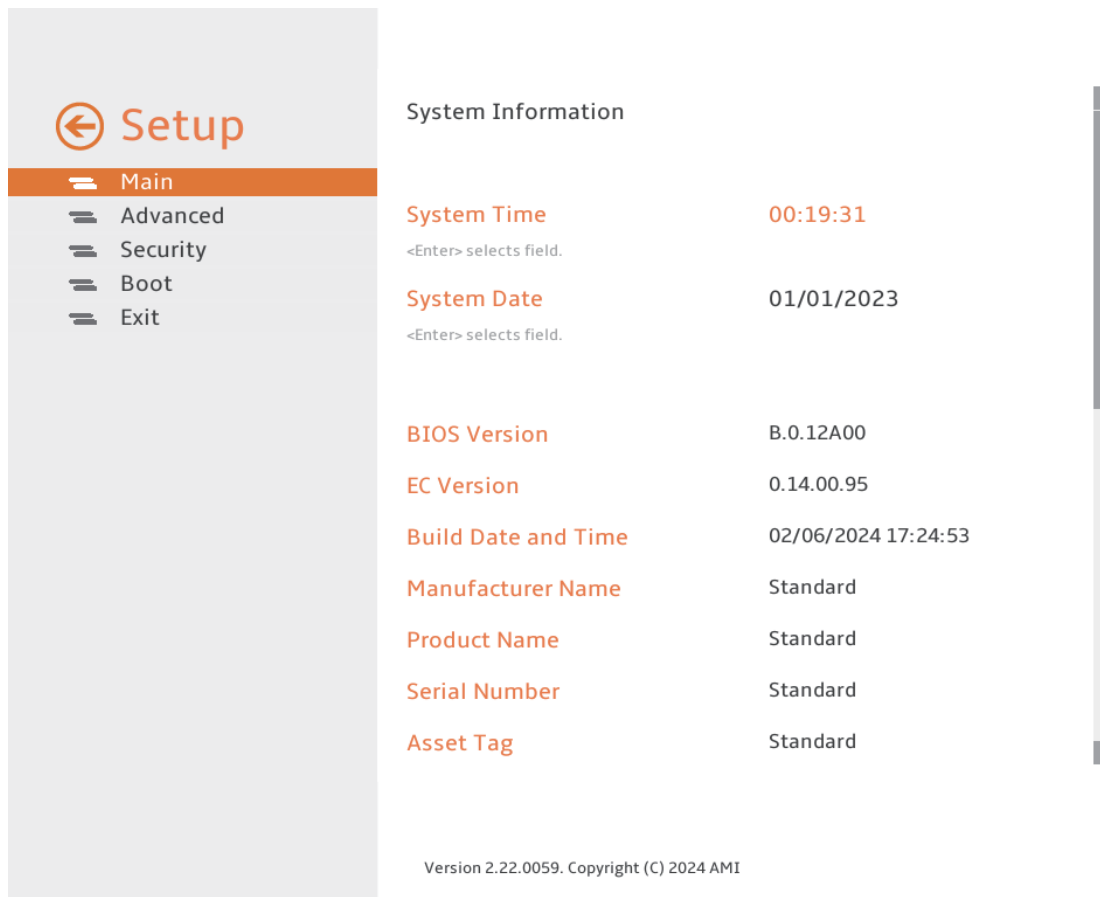 Setup
Main
Advanced
Security
Boot
Exit
System Information
System Time 00:19:31
<Enter> selects field.
System Date 01/01/2023
<Enter> selects field.
BIOS Version B.0.12A00
EC Version 0.14.00.95
Build Date and Time 02/06/2024 17:24:53
Manufacturer Name Standard
Product Name Standard
Serial Number Standard
Asset Tag Standard
Version 2.22.0059. Copyright (C) 2024 AMI